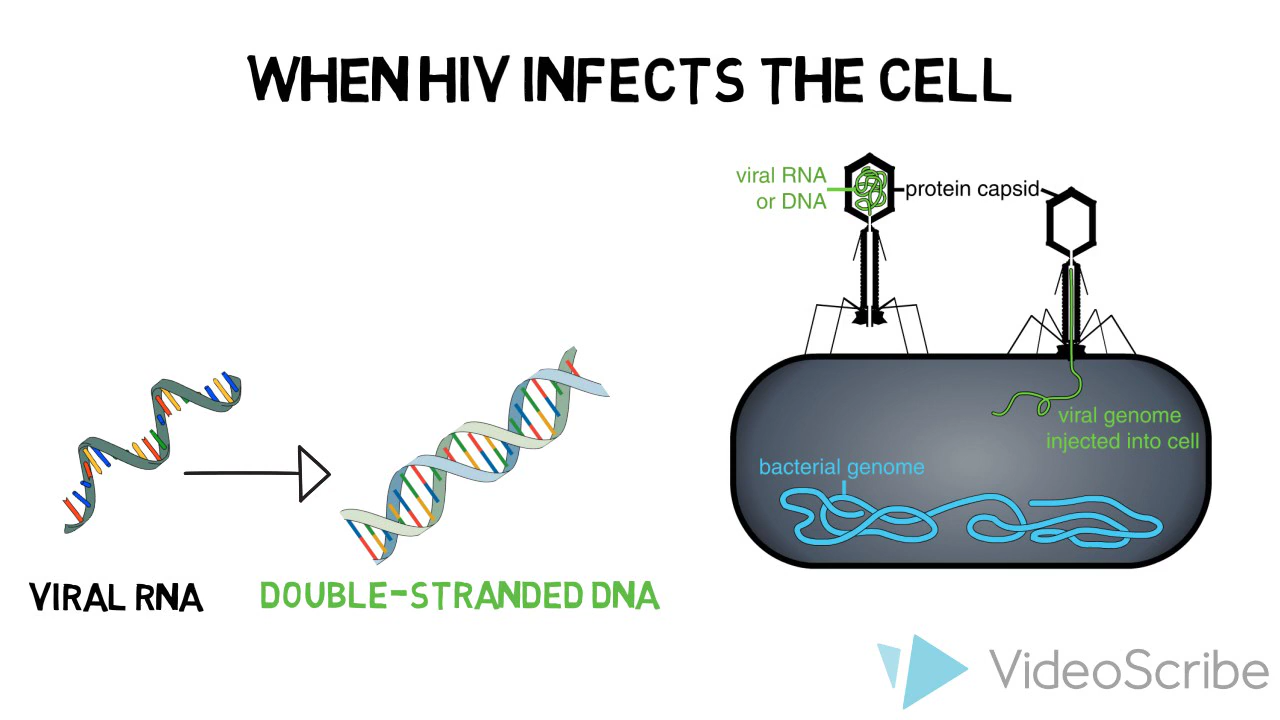 WHEN HIV INFECTS THE CELL
viral RNA
or DNA
protein capsid
viral genome
injected into cell
bacterial genome
VIRAL RNA
DOUBLE-STRANDED DNA
VideoScribe